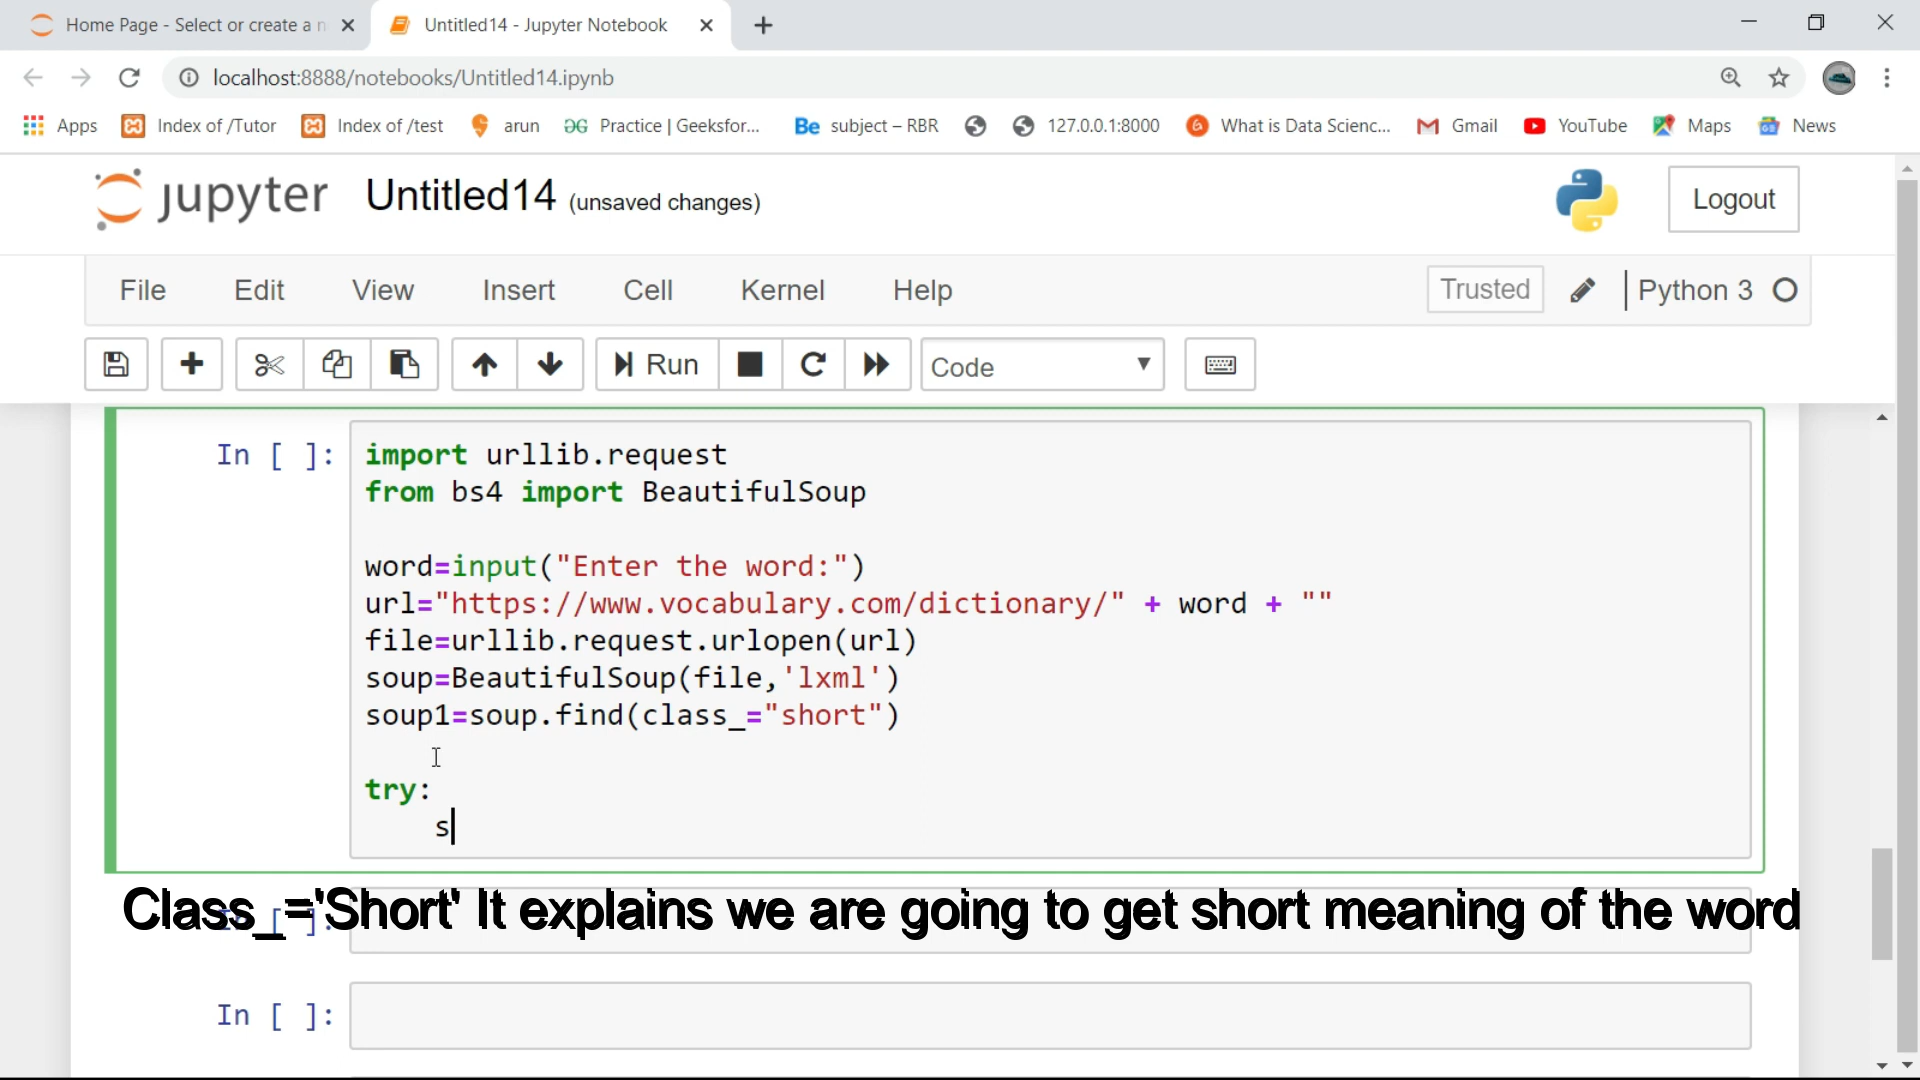 Home Page - Select or create a n
Untitled14 - Jupyter Notebook
localhost:8888/notebooks/Untitled14.ipynb
Apps
Index of /Tutor
Index of /test
arun
Practice | Geeksfor...
Be subject – RBR
127.0.0.1:8000
What is Data Scienc...
Gmail
YouTube
Maps
News
jupyter Untitled14 (unsaved changes)
Logout
File Edit View Insert Cell Kernel Help
Trusted
Python 3
Run
Code
In [ ]:
import urllib.request
from bs4 import BeautifulSoup
word=input("Enter the word:")
url="https://www.vocabulary.com/dictionary/" + word + ""
file=urllib.request.urlopen(url)
soup=BeautifulSoup(file,'lxml')
soup1=soup.find(class_="short")
try:
s
In [ ]:
Class_='Short' It explains we are going to get short meaning of the word
In [ ]: